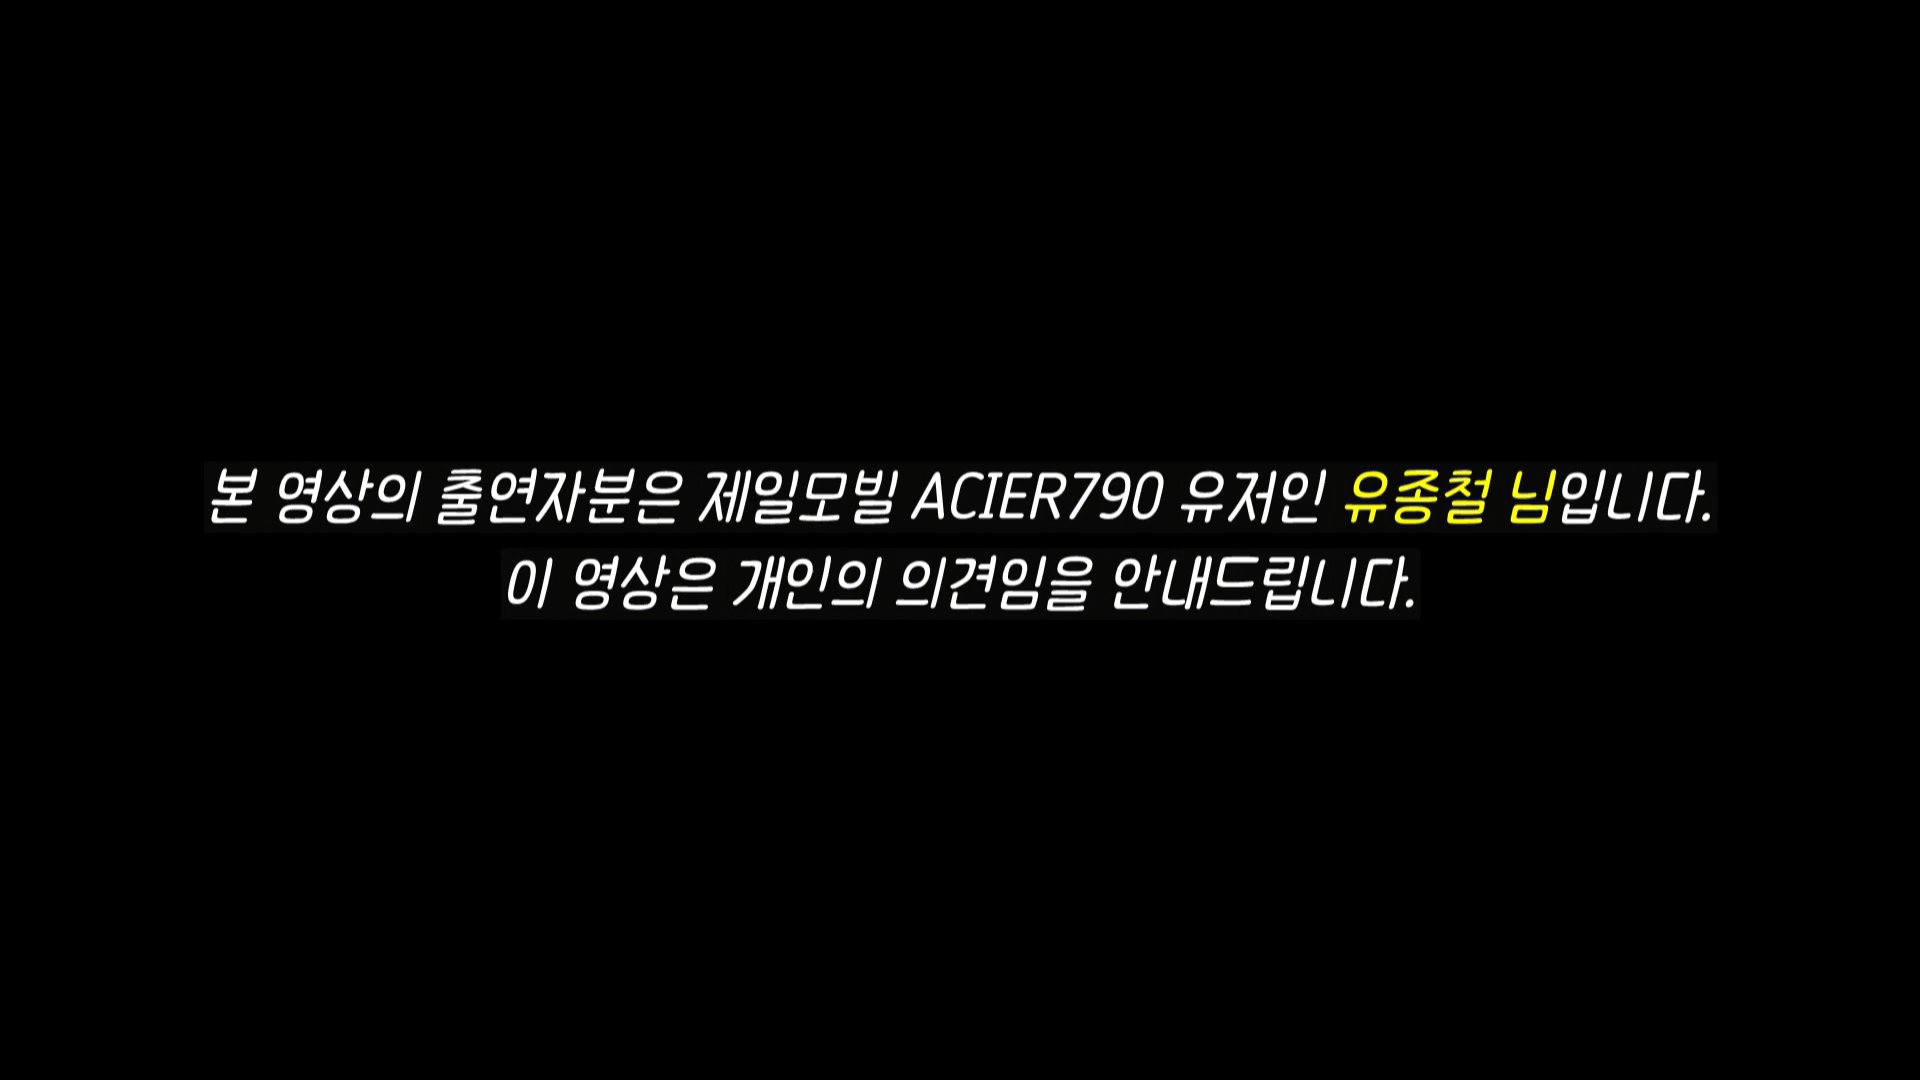 본 영상의 출연자분은 제일모빌 ACIER790 유저인 유종철 님입니다.
이 영상은 개인의 의견임을 안내드립니다.